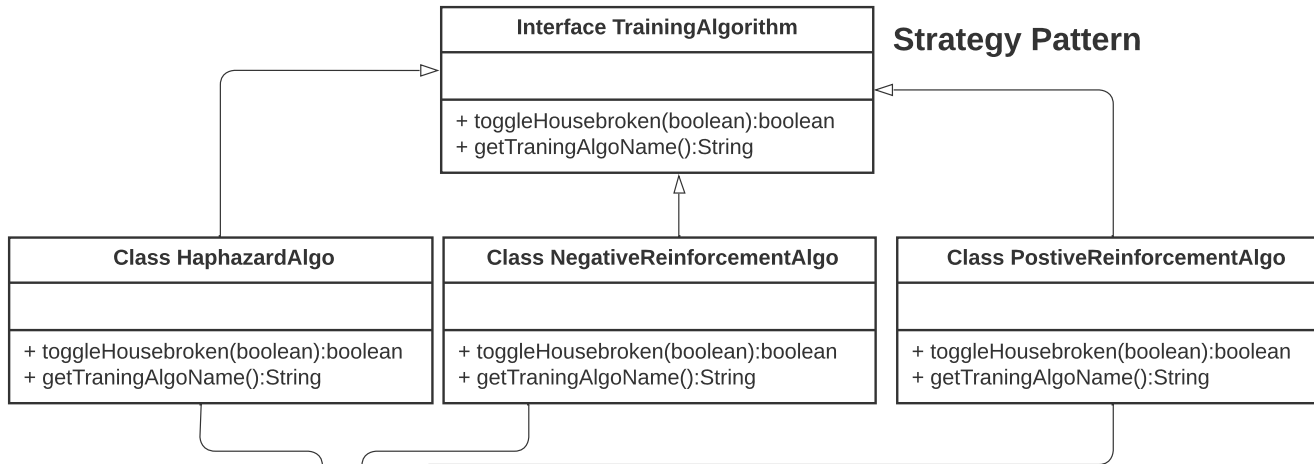 Interface TrainingAlgorithm
Strategy Pattern
+ toggleHousebroken(boolean):boolean
+ getTraningAlgoName():String
Class HaphazardAlgo
+ toggleHousebroken(boolean):boolean
+ getTraningAlgoName():String
Class NegativeReinforcementAlgo
+ toggleHousebroken(boolean):boolean
+ getTraningAlgoName():String
Class PostiveReinforcementAlgo
+ toggleHousebroken(boolean):boolean
+ getTraningAlgoName():String